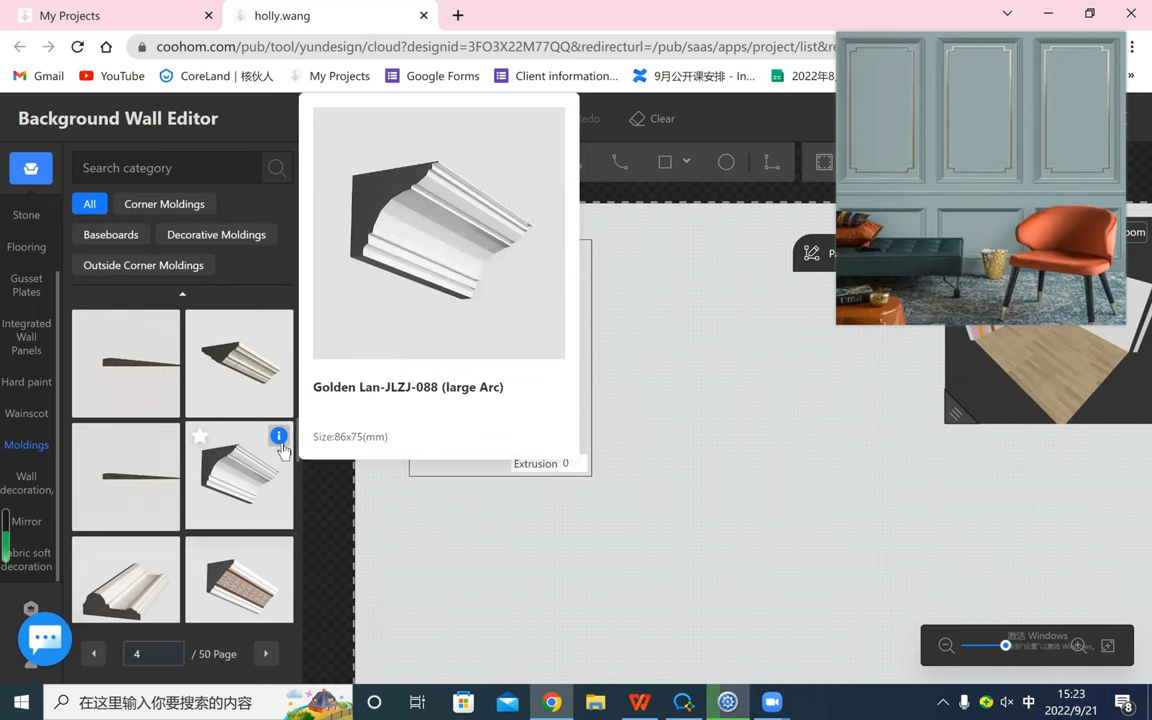 My Projects
holly.wang
coohom.com/pub/tool/yundesign/cloud?designid=3FO3X22M77QQ&redirecturl=/pub/saas/apps/project/list&re
Gmail
YouTube
CoreLand | 核伙人
My Projects
Google Forms
Client information...
9月公开课安排 - In...
2022年8
»
Background Wall Editor
edo
Clear
Search category
All
Corner Moldings
Baseboards
Decorative Moldings
Outside Corner Moldings
Stone
Flooring
Gusset
Plates
Integrated
Wall
Panels
Hard paint
Wainscot
Moldings
Wall
decoration,
Mirror
abric soft
decoration
Golden Lan-JLZJ-088 (large Arc)
Size:86x75(mm)
Extrusion 0
Pa
oom
4
/ 50 Page
激活 Windows
在这里输入你要搜索的内容
中
15:23
2022/9/21
8